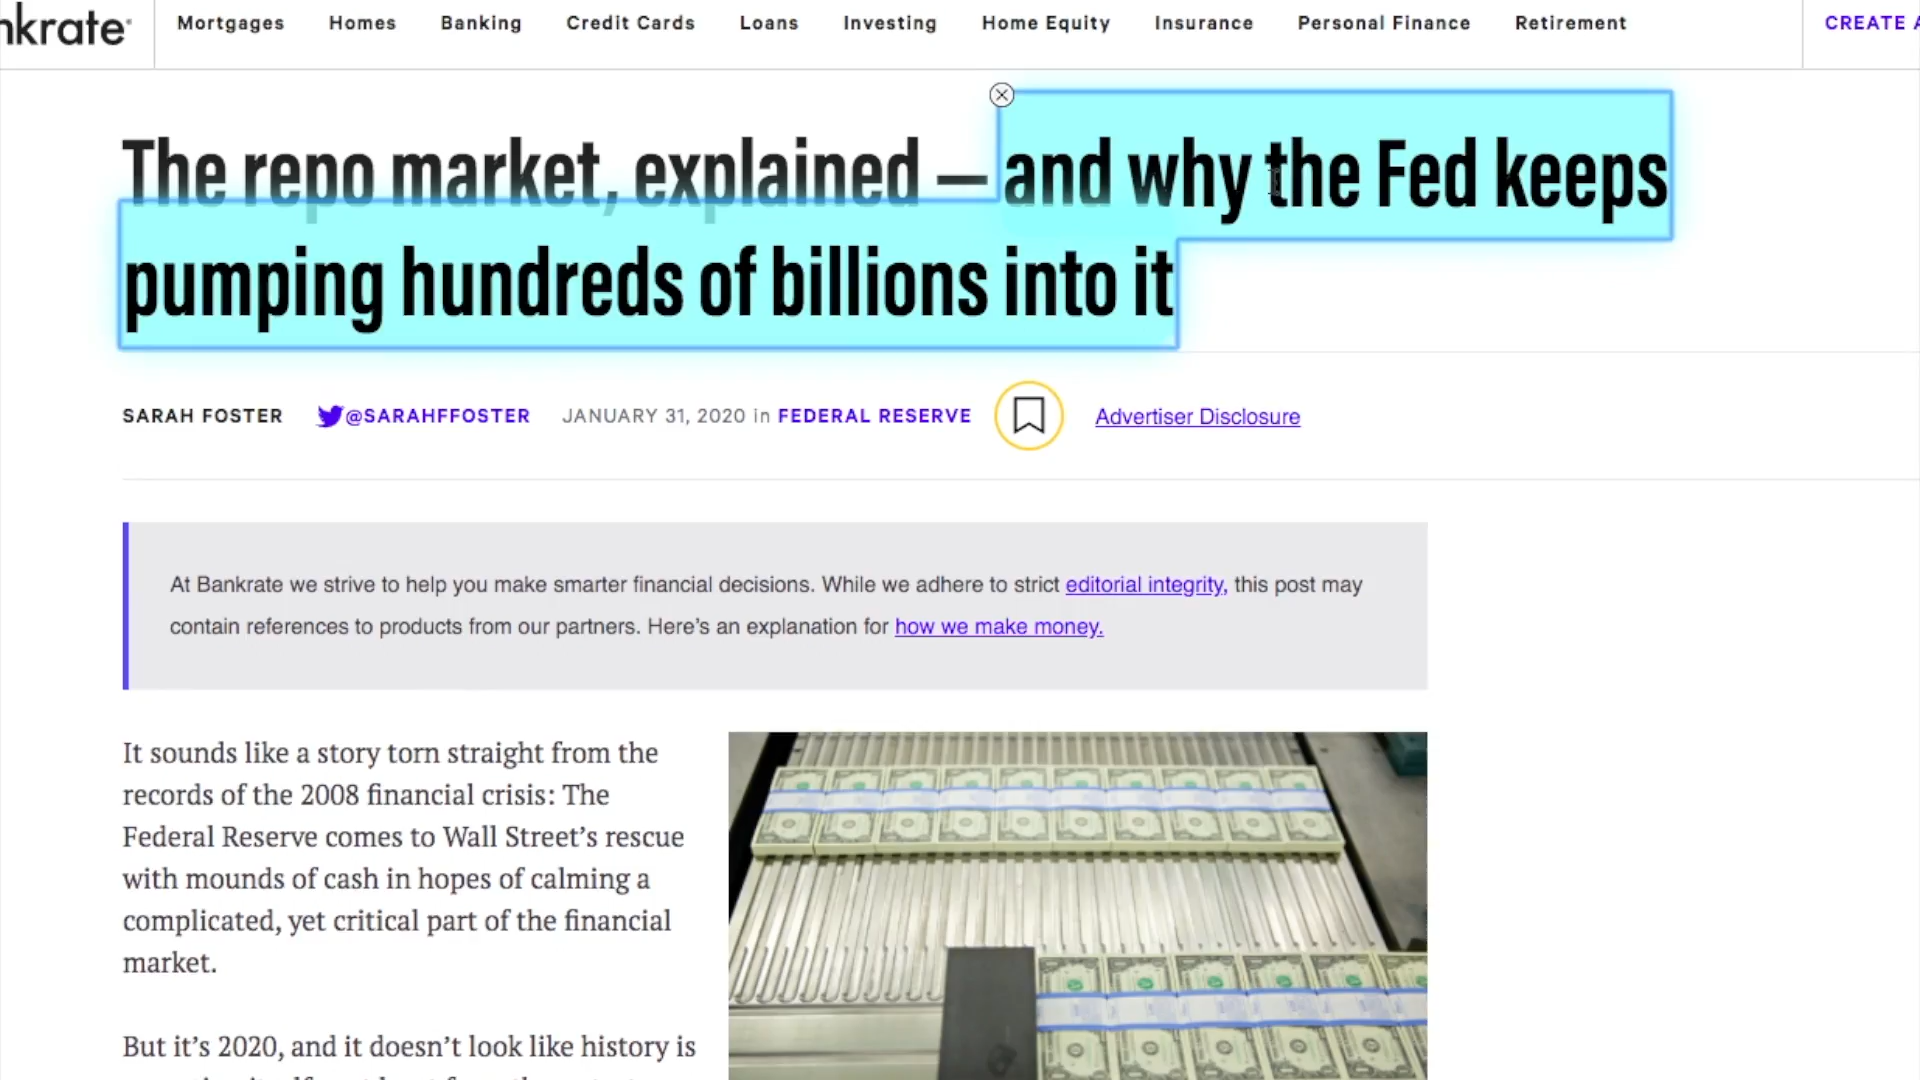 nkrate
Mortgages Homes Banking Credit Cards Loans Investing Home Equity Insurance Personal Finance Retirement CREATE
The repo market, explained — and why the Fed keeps
pumping hundreds of billions into it
SARAH FOSTER @SARAHFFOSTER JANUARY 31, 2020 in FEDERAL RESERVE Advertiser Disclosure
At Bankrate we strive to help you make smarter financial decisions. While we adhere to strict editorial integrity, this post may
contain references to products from our partners. Here's an explanation for how we make money.
It sounds like a story torn straight from the
records of the 2008 financial crisis: The
Federal Reserve comes to Wall Street's rescue
with mounds of cash in hopes of calming a
complicated, yet critical part of the financial
market.
But it's 2020, and it doesn't look like history is